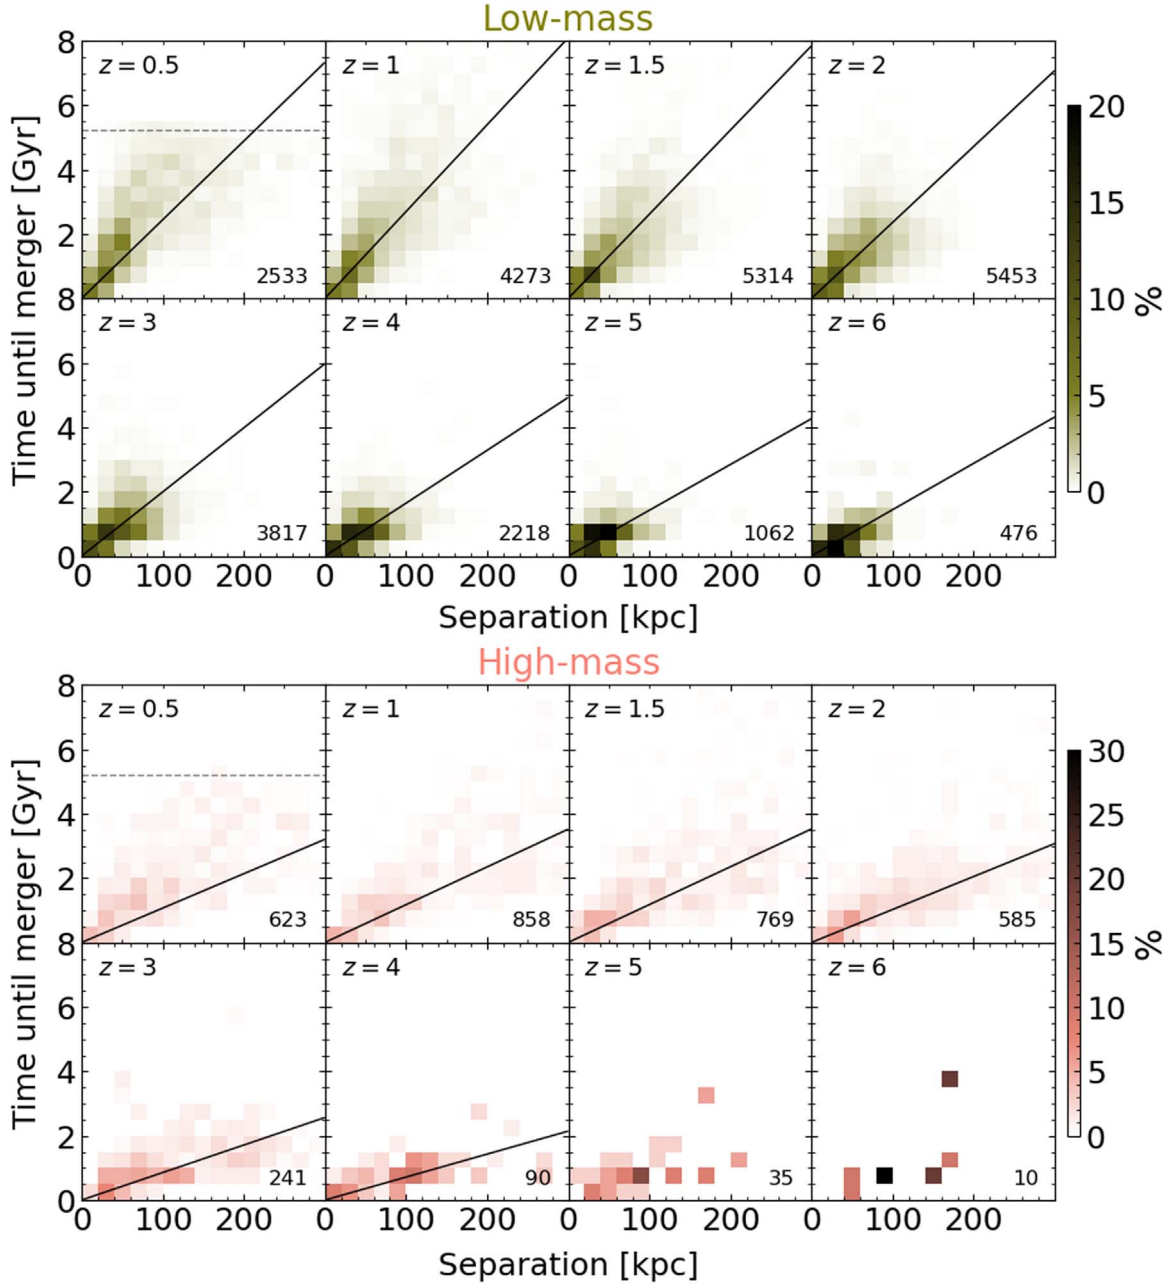 Low-mass
8
6
4
2
8
6
4
2
0
Time until merger [Gyr]
z = 0.5
z = 1
z = 1.5
z = 2
2533
4273
5314
5453
z = 3
z = 4
z = 5
z = 6
3817
2218
1062
476
0 100 200 0 100 200 0 100 200 0 100 200
Separation [kpc]
20
15
10
5
0
%
High-mass
8
6
4
2
8
6
4
2
0
Time until merger [Gyr]
z = 0.5
z = 1
z = 1.5
z = 2
623
858
769
585
z = 3
z = 4
z = 5
z = 6
241
90
35
10
0 100 200 0 100 200 0 100 200 0 100 200
Separation [kpc]
30
25
20
15
10
5
0
%